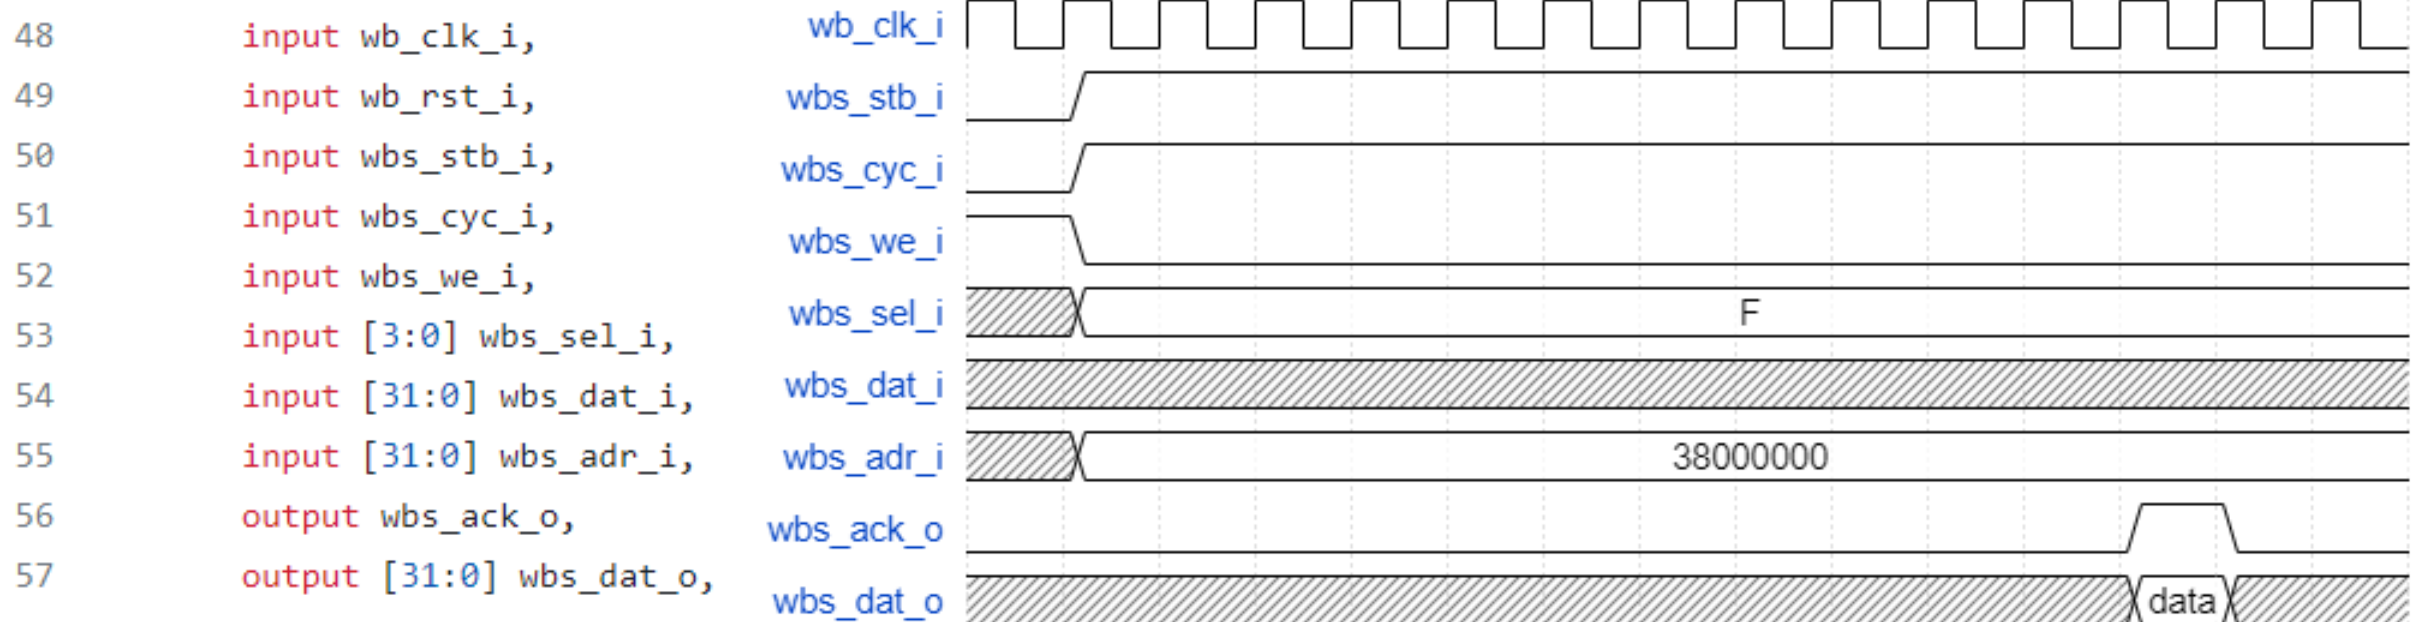 48 input wb_clk_i,
49 input wb_rst_i,
50 input wbs_stb_i,
51 input wbs_cyc_i,
52 input wbs_we_i,
53 input [3:0] wbs_sel_i,
54 input [31:0] wbs_dat_i,
55 input [31:0] wbs_adr_i,
56 output wbs_ack_o,
57 output [31:0] wbs_dat_o,
wb_clk_i
wbs_stb_i
wbs_cyc_i
wbs_we_i
wbs_sel_i F
wbs_dat_i
wbs_adr_i 38000000
wbs_ack_o
wbs_dat_o data